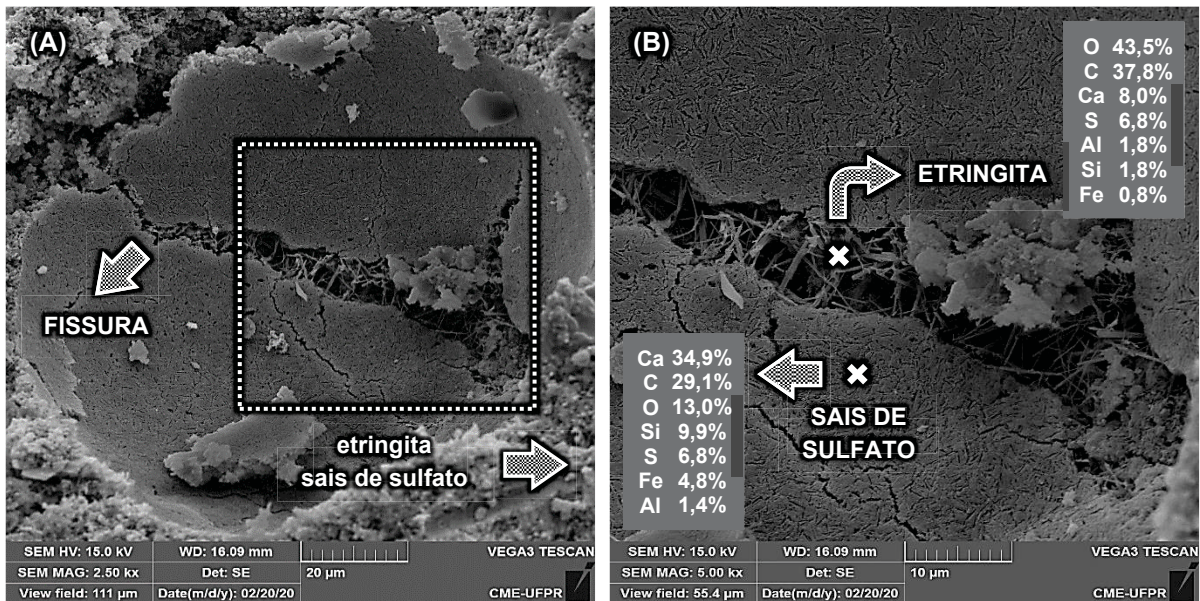 (A)
FISSURA
etringita
sais de sulfato
SEM HV: 15.0 kV WD: 16.09 mm VEGA3 TESCAN
SEM MAG: 2.50 kx Det: SE 20 µm
View field: 111 µm Date(m/d/y): 02/20/20 CME-UFPR
(B)
O 43,5%
C 37,8%
Ca 8,0%
S 6,8%
Al 1,8%
Si 1,8%
Fe 0,8%
ETRINGITA
Ca 34,9%
C 29,1%
O 13,0%
Si 9,9%
S 6,8%
Fe 4,8%
Al 1,4%
SAIS DE
SULFATO
SEM HV: 15.0 kV WD: 16.09 mm VEGA3 TESCAN
SEM MAG: 5.00 kx Det: SE 10 µm
View field: 55.4 µm Date(m/d/y): 02/20/20 CME-UFPR